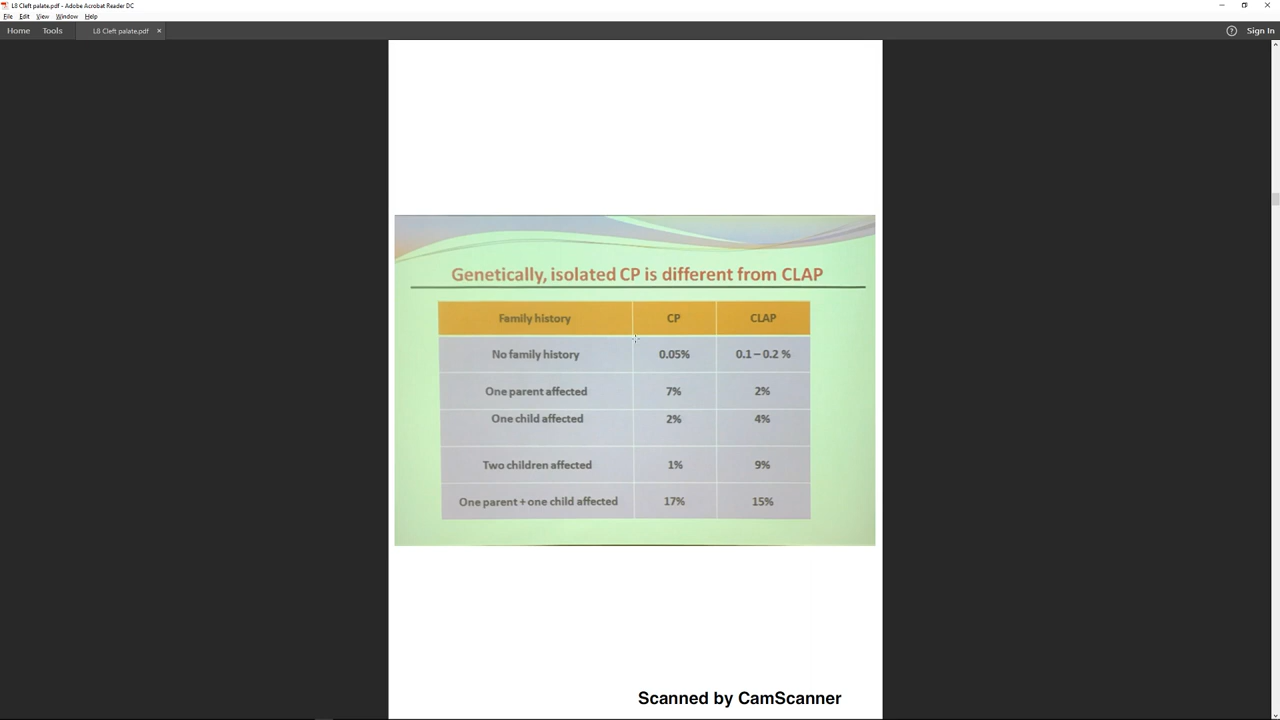 L8 Cleft palate.pdf - Adobe Acrobat Reader DC
File Edit View Window Help
Home Tools L8 Cleft palate.pdf × ? Sign In
Genetically, isolated CP is different from CLAP
Family history CP CLAP
No family history 0.05% 0.1 – 0.2 %
One parent affected 7% 2%
One child affected 2% 4%
Two children affected 1% 9%
One parent + one child affected 17% 15%
Scanned by CamScanner